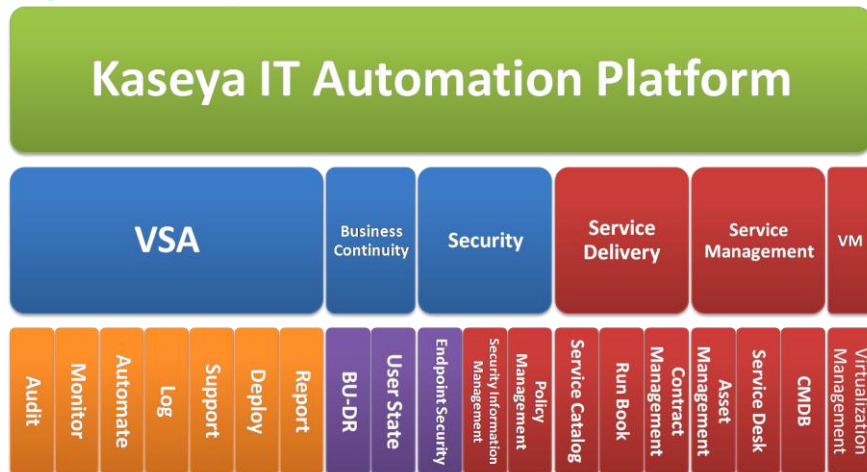 Kaseya IT Automation Platform
VSA
Business
Continuity
Security
Service
Delivery
Service
Management
VM
Audit
Monitor
Automate
Log
Support
Deploy
Report
BU-DR
User State
Endpoint Security
Security Information
Management
Policy
Management
Service Catalog
Run Book
Contract
Management
Asset
Management
Service Desk
CMDB
Virtualization
Management